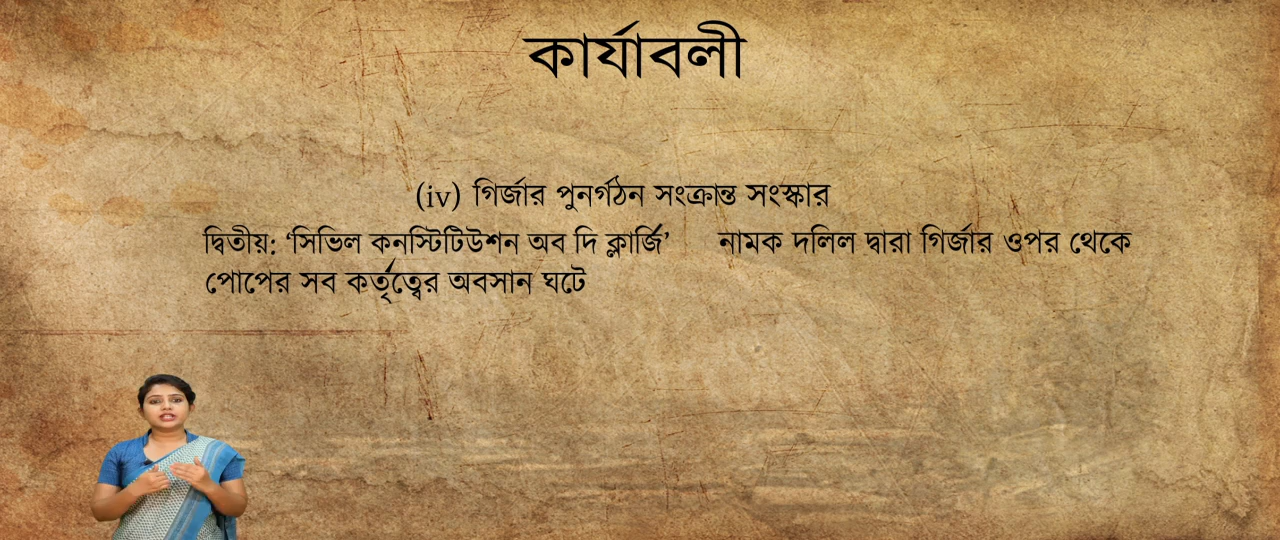 কার্যাবলী
(iv) গির্জার পুনর্গঠন সংক্রান্ত সংস্কার
দ্বিতীয়: ‘সিভিল কনস্টিটিউশন অব দি ক্লার্জি’ নামক দলিল দ্বারা গির্জার ওপর থেকে
পোপের সব কর্তৃত্বের অবসান ঘটে